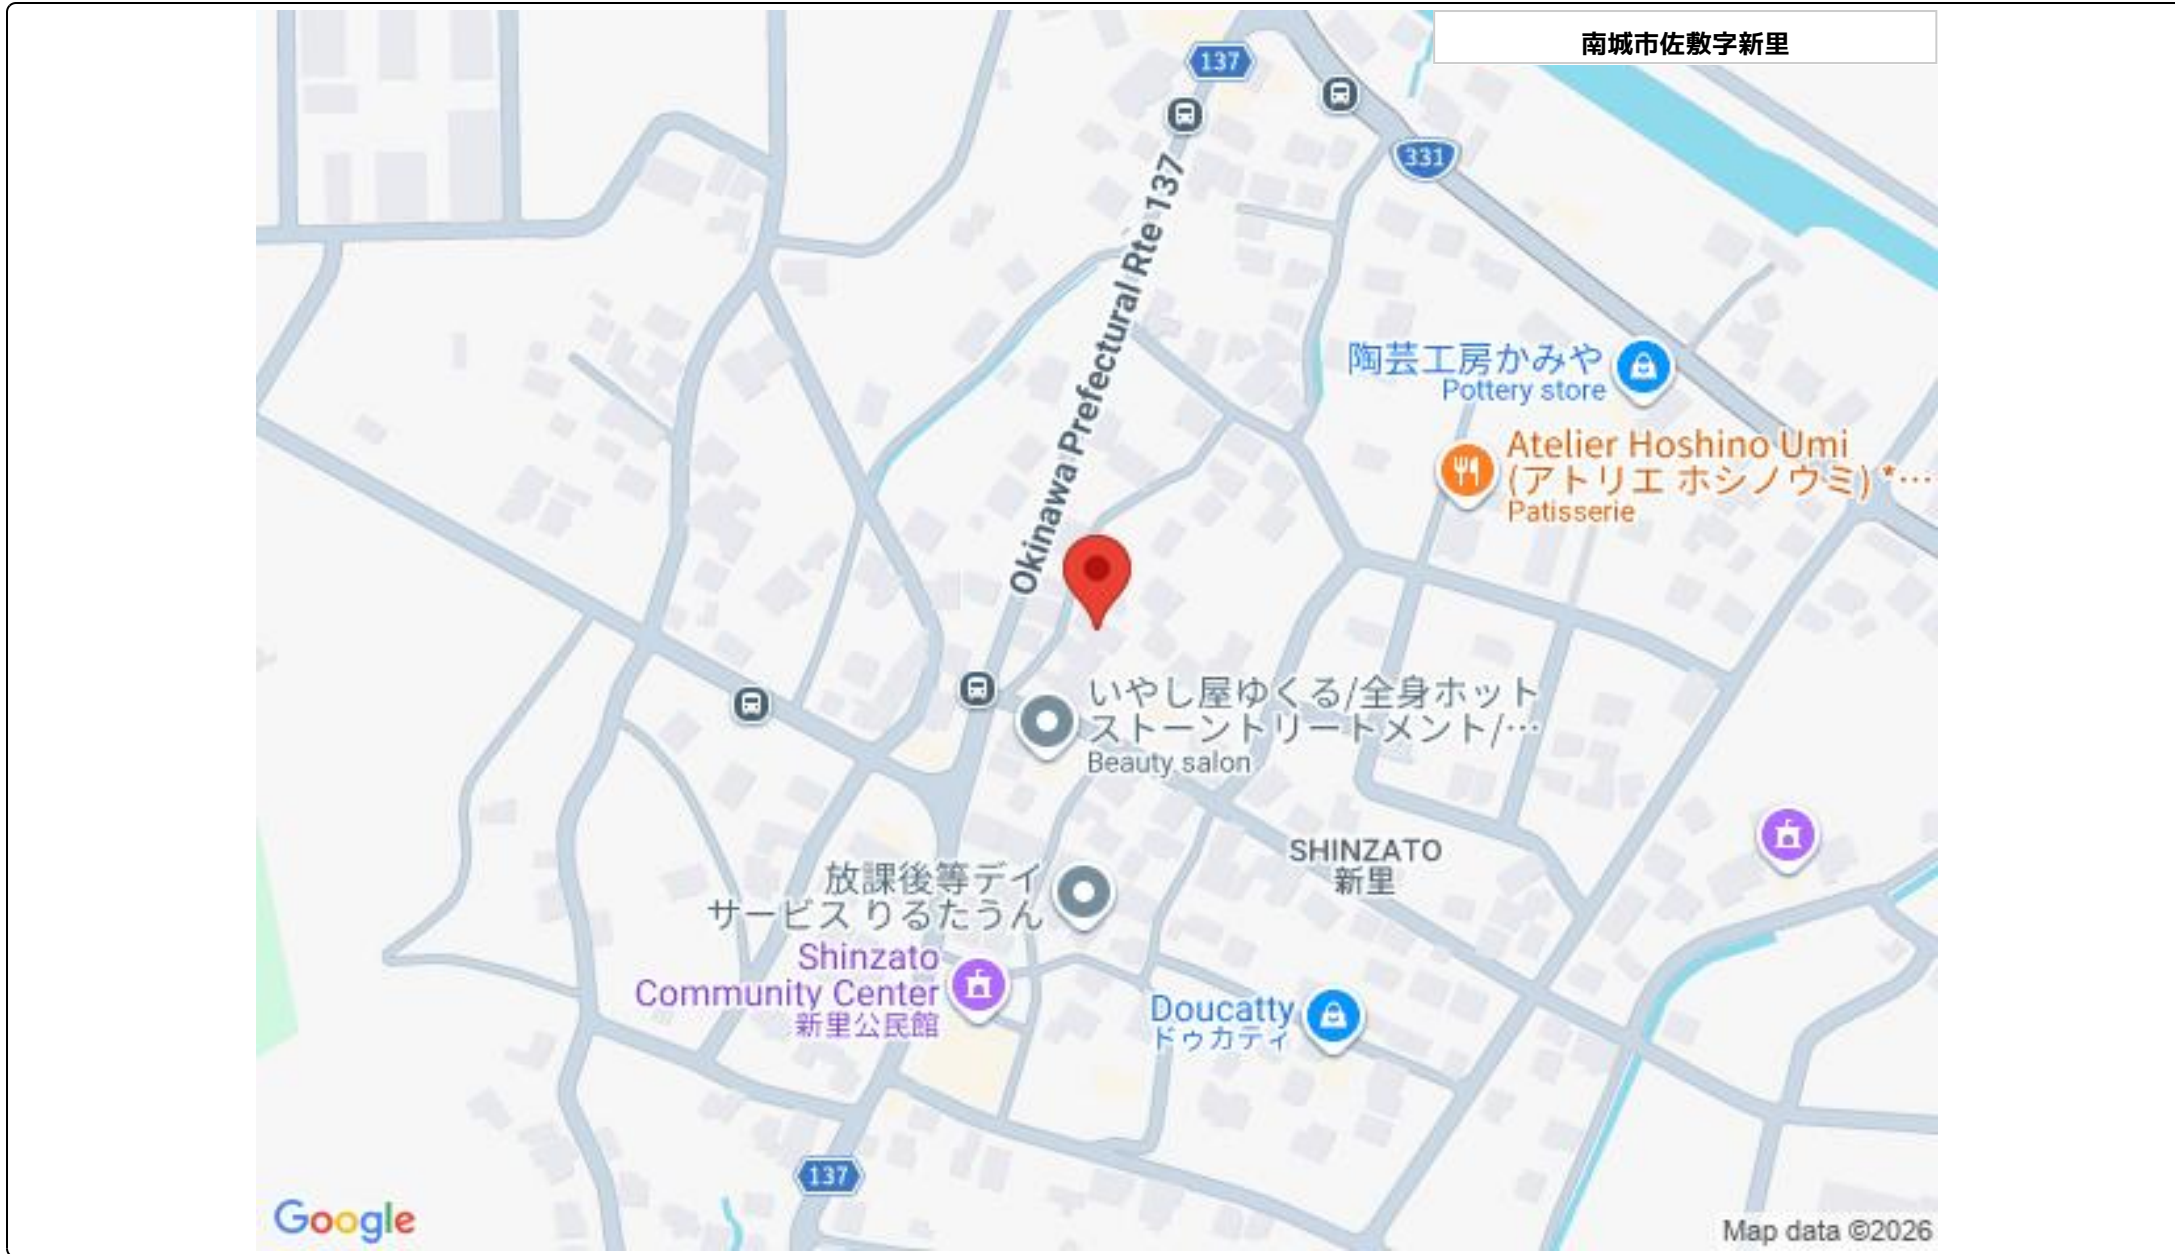 南城市佐敷字新里
137
331
Okinawa Prefectural Rte 137
陶芸工房かみや
Pottery store
Atelier Hoshino Umi
(アトリエ ホシノウミ) *…
Patisserie
いやし屋ゆくる/全身ホット
ストーントリートメント/…
Beauty salon
SHINZATO
新里
放課後等デイ
サービス りるたうん
Shinzato
Community Center
新里公民館
Doucatty
ドゥカティ
137
Google
Map data ©2026